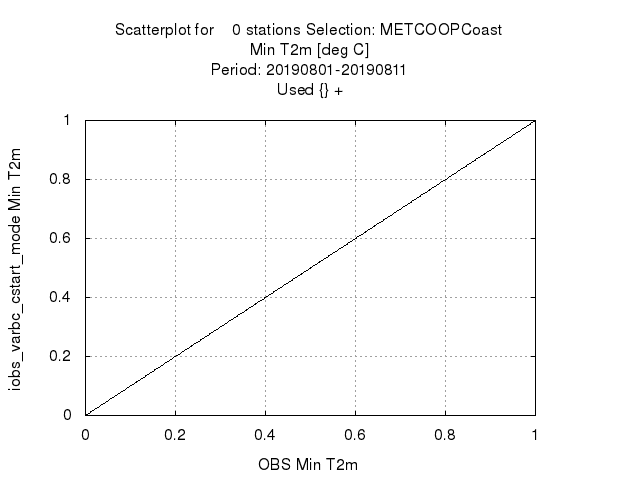 Scatterplot for    0 stations Selection: METCOOPCoast
Min T2m [deg C]
Period: 20190801-20190811
Used {} +
iobs_varbc_cstart_mode Min T2m
1
0.8
0.6
0.4
0.2
0
0 0.2 0.4 0.6 0.8 1
OBS Min T2m